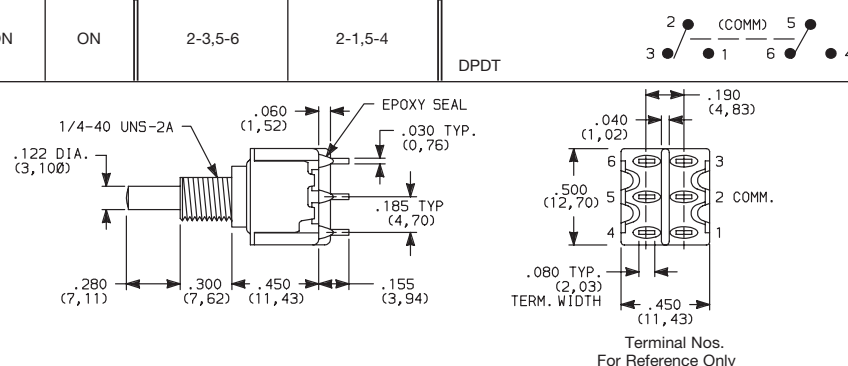 ON
ON
2-3,5-6
2-1,5-4
DPDT
2
(COMM)
5
3
1
6
4
.060
(1,52)
EPOXY SEAL
1/4-40 UNS-2A
.030 TYP.
(0,76)
.122 DIA.
(3,100)
.185 TYP
(4,70)
.280
(7,11)
.300
(7,62)
.450
(11,43)
.155
(3,94)
.190
(4,83)
.040
(1,02)
6
3
.500
(12,70)
5
2 COMM.
4
1
.080 TYP.
(2,03)
TERM. WIDTH
.450
(11,43)
Terminal Nos.
For Reference Only